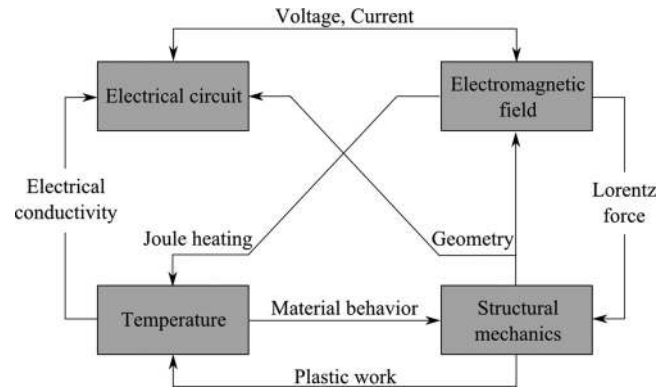 Voltage, Current
Electrical circuit
Electromagnetic
field
Electrical
conductivity
Lorentz
force
Joule heating
Geometry
Temperature
Material behavior
Structural
mechanics
Plastic work